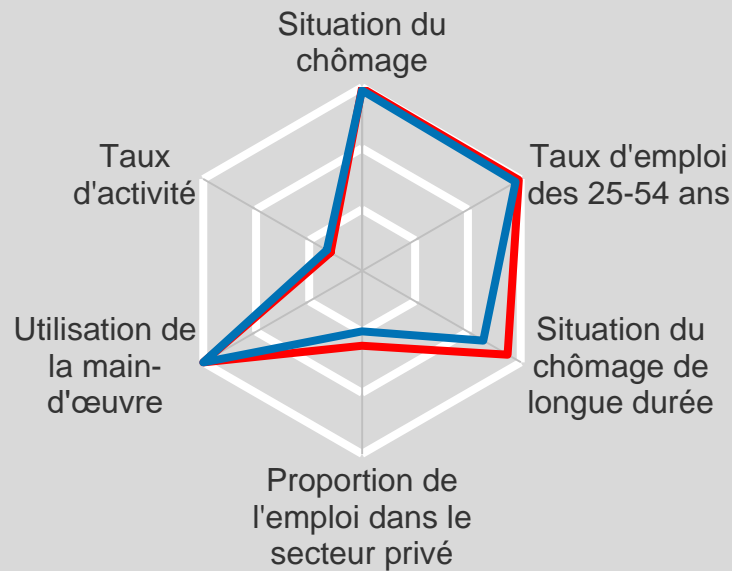 Situation du
chômage
Taux d'emploi
des 25-54 ans
Situation du
chômage de
longue durée
Proportion de
l'emploi dans le
secteur privé
Utilisation de
la main-
d'œuvre
Taux
d'activité